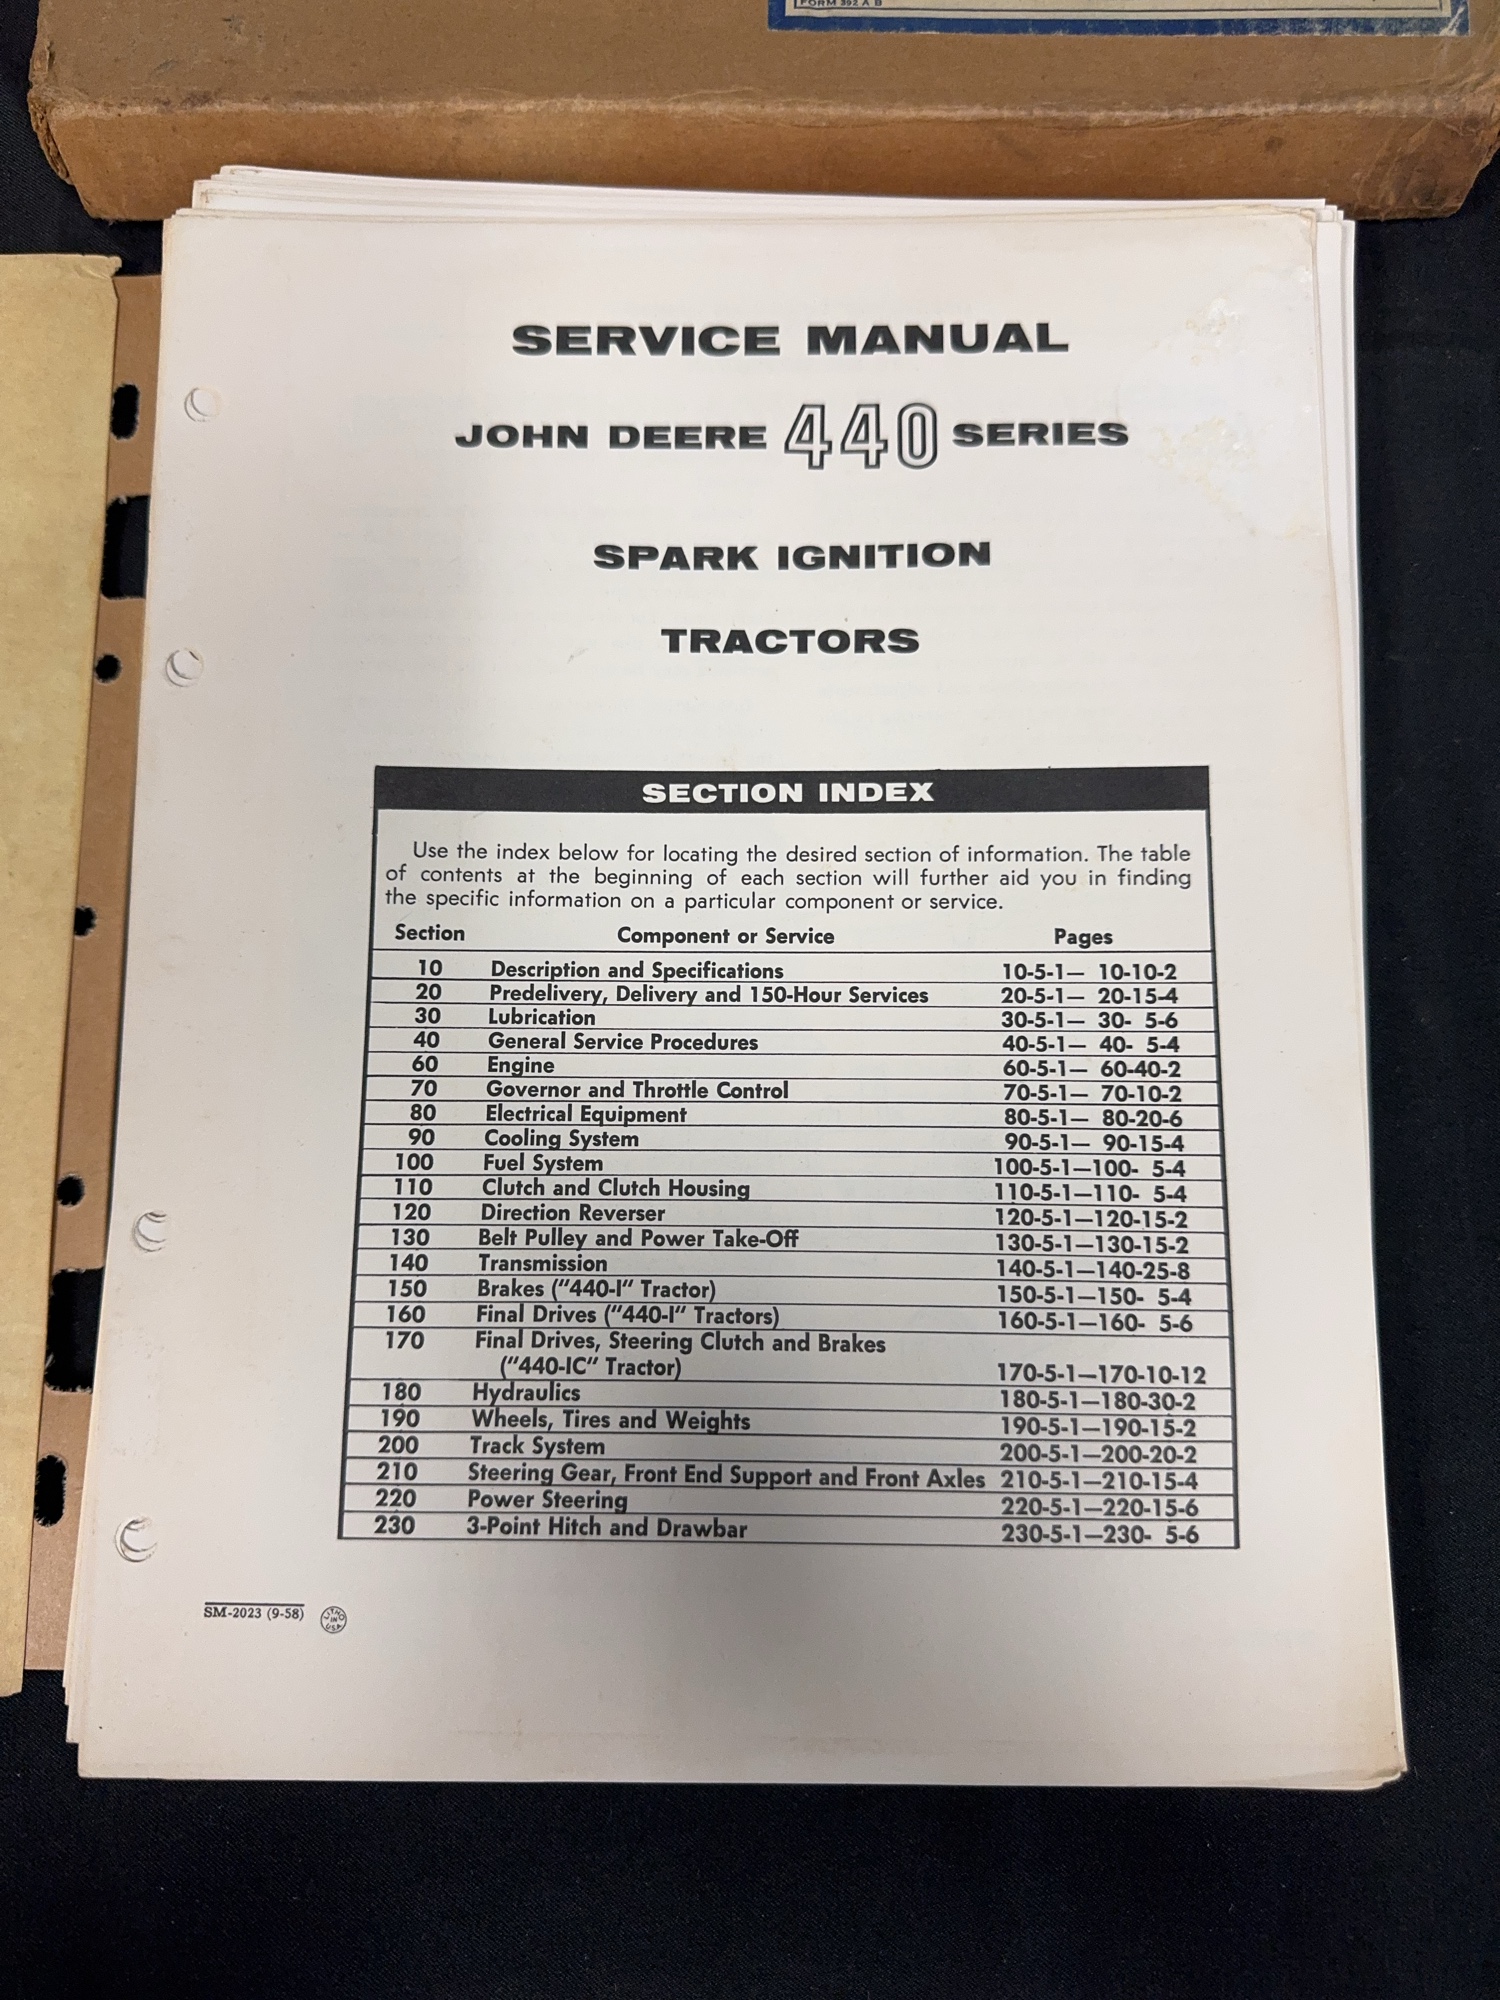 FORM 392 A B
SERVICE MANUAL
JOHN DEERE 440 SERIES
SPARK IGNITION
TRACTORS
SECTION INDEX
Use the index below for locating the desired section of information. The table
of contents at the beginning of each section will further aid you in finding
the specific information on a particular component or service.
Section Component or Service Pages
10 Description and Specifications 10-5-1— 10-10-2
20 Predelivery, Delivery and 150-Hour Services 20-5-1— 20-15-4
30 Lubrication 30-5-1— 30- 5-6
40 General Service Procedures 40-5-1— 40- 5-4
60 Engine 60-5-1— 60-40-2
70 Governor and Throttle Control 70-5-1— 70-10-2
80 Electrical Equipment 80-5-1— 80-20-6
90 Cooling System 90-5-1— 90-15-4
100 Fuel System 100-5-1—100- 5-4
110 Clutch and Clutch Housing 110-5-1—110- 5-4
120 Direction Reverser 120-5-1—120-15-2
130 Belt Pulley and Power Take-Off 130-5-1—130-15-2
140 Transmission 140-5-1—140-25-8
150 Brakes ("440-I" Tractor) 150-5-1—150- 5-4
160 Final Drives ("440-I" Tractors) 160-5-1—160- 5-6
170 Final Drives, Steering Clutch and Brakes
("440-IC" Tractor) 170-5-1—170-10-12
180 Hydraulics 180-5-1—180-30-2
190 Wheels, Tires and Weights 190-5-1—190-15-2
200 Track System 200-5-1—200-20-2
210 Steering Gear, Front End Support and Front Axles 210-5-1—210-15-4
220 Power Steering 220-5-1—220-15-6
230 3-Point Hitch and Drawbar 230-5-1—230- 5-6
SM-2023 (9-58) LITHO IN USA